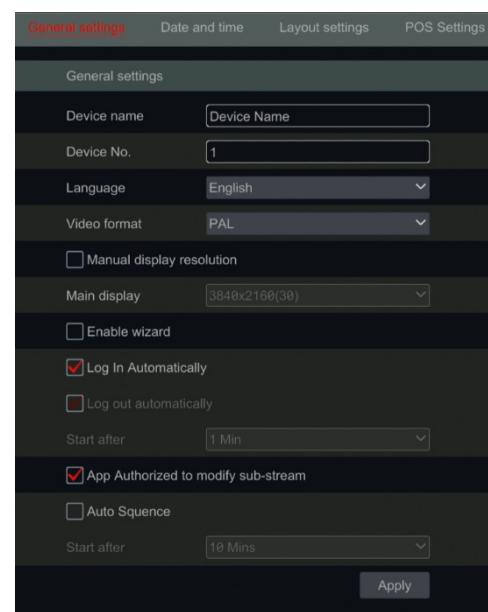 General settings Date and time Layout settings POS Settings
General settings
Device name Device Name
Device No. 1
Language English
Video format PAL
Manual display resolution
Main display 3840x2160(30)
Enable wizard
Log In Automatically
Log out automatically
Start after 1 Min
App Authorized to modify sub-stream
Auto Squence
Start after 10 Mins
Apply